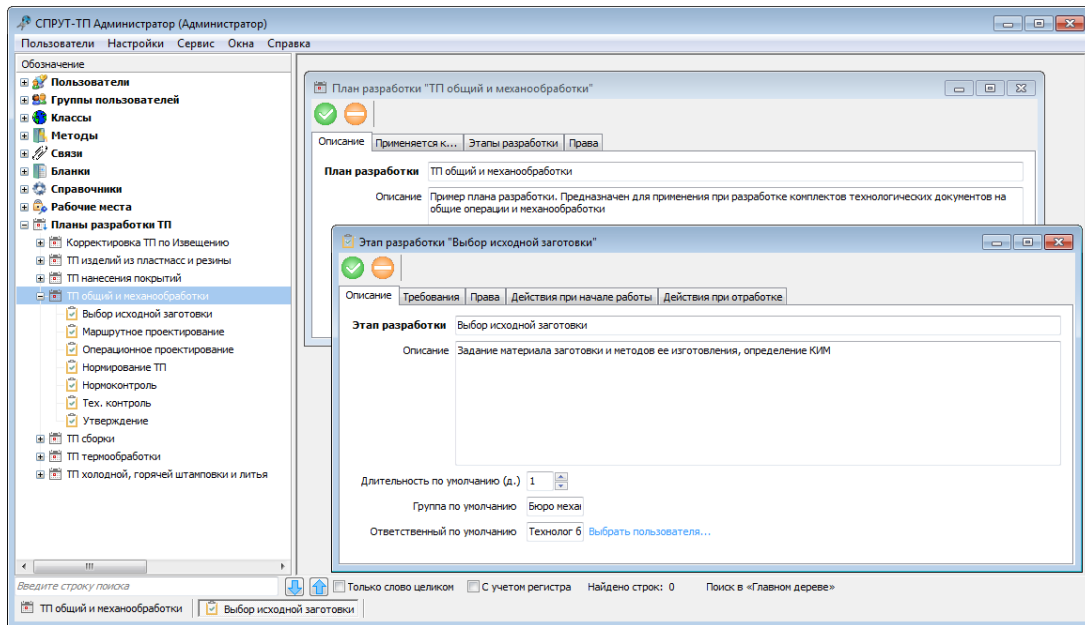 СПРУТ-ТП Администратор (Администратор)
Пользователи Настройки Сервис Окна Справка
Обозначение
Пользователи
Группы пользователей
Классы
Методы
Связи
Бланки
Справочники
Рабочие места
Планы разработки ТП
Корректировка ТП по Извещению
ТП изделий из пластмасс и резины
ТП нанесения покрытий
ТП общий и механообработки
Выбор исходной заготовки
Маршрутное проектирование
Операционное проектирование
Нормирование ТП
Нормоконтроль
Тех. контроль
Утверждение
ТП сборки
ТП термообработки
ТП холодной, горячей штамповки и литья
План разработки "ТП общий и механообработки"
Описание Применяется к... Этапы разработки Права
План разработки ТП общий и механообработки
Описание Пример плана разработки. Предназначен для применения при разработке комплектов технологических документов на
общие операции и механообработки
Этап разработки "Выбор исходной заготовки"
Описание Требования Права Действия при начале работы Действия при отработке
Этап разработки Выбор исходной заготовки
Описание Задание материала заготовки и методов ее изготовления, определение КИМ
Длительность по умолчанию (д.) 1
Группа по умолчанию Бюро механ
Ответственный по умолчанию Технолог б Выбрать пользователя...
Введите строку поиска Только слово целиком С учетом регистра Найдено строк: 0 Поиск в «Главном дереве»
ТП общий и механообработки Выбор исходной заготовки